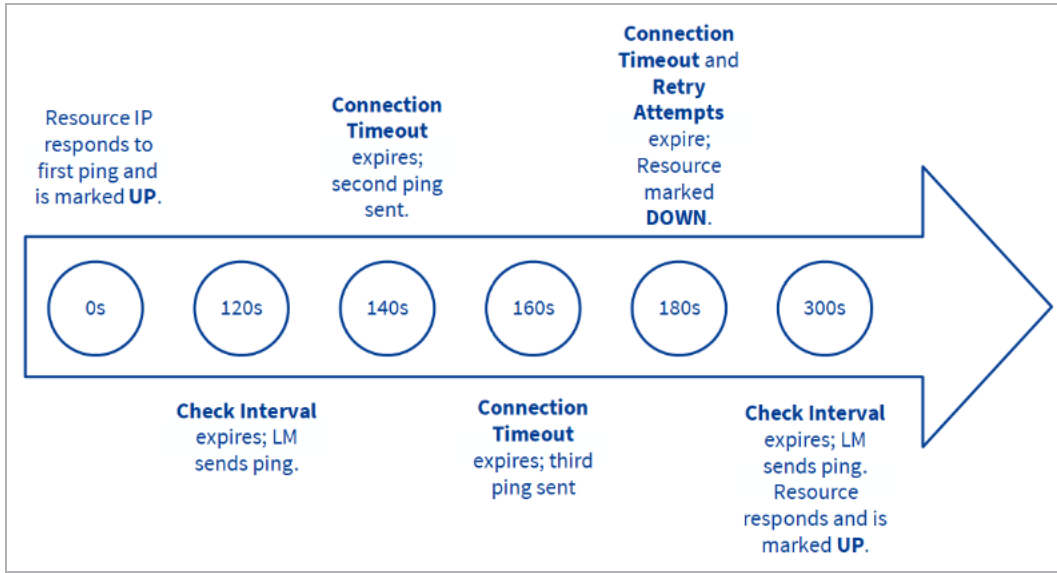 Resource IP
responds to
first ping and
is marked UP.
Connection
Timeout
expires;
second ping
sent.
Connection
Timeout and
Retry
Attempts
expire;
Resource
marked
DOWN.
0s
120s
140s
160s
180s
300s
Check Interval
expires; LM
sends ping.
Connection
Timeout
expires; third
ping sent
Check Interval
expires; LM
sends ping.
Resource
responds and is
marked UP.